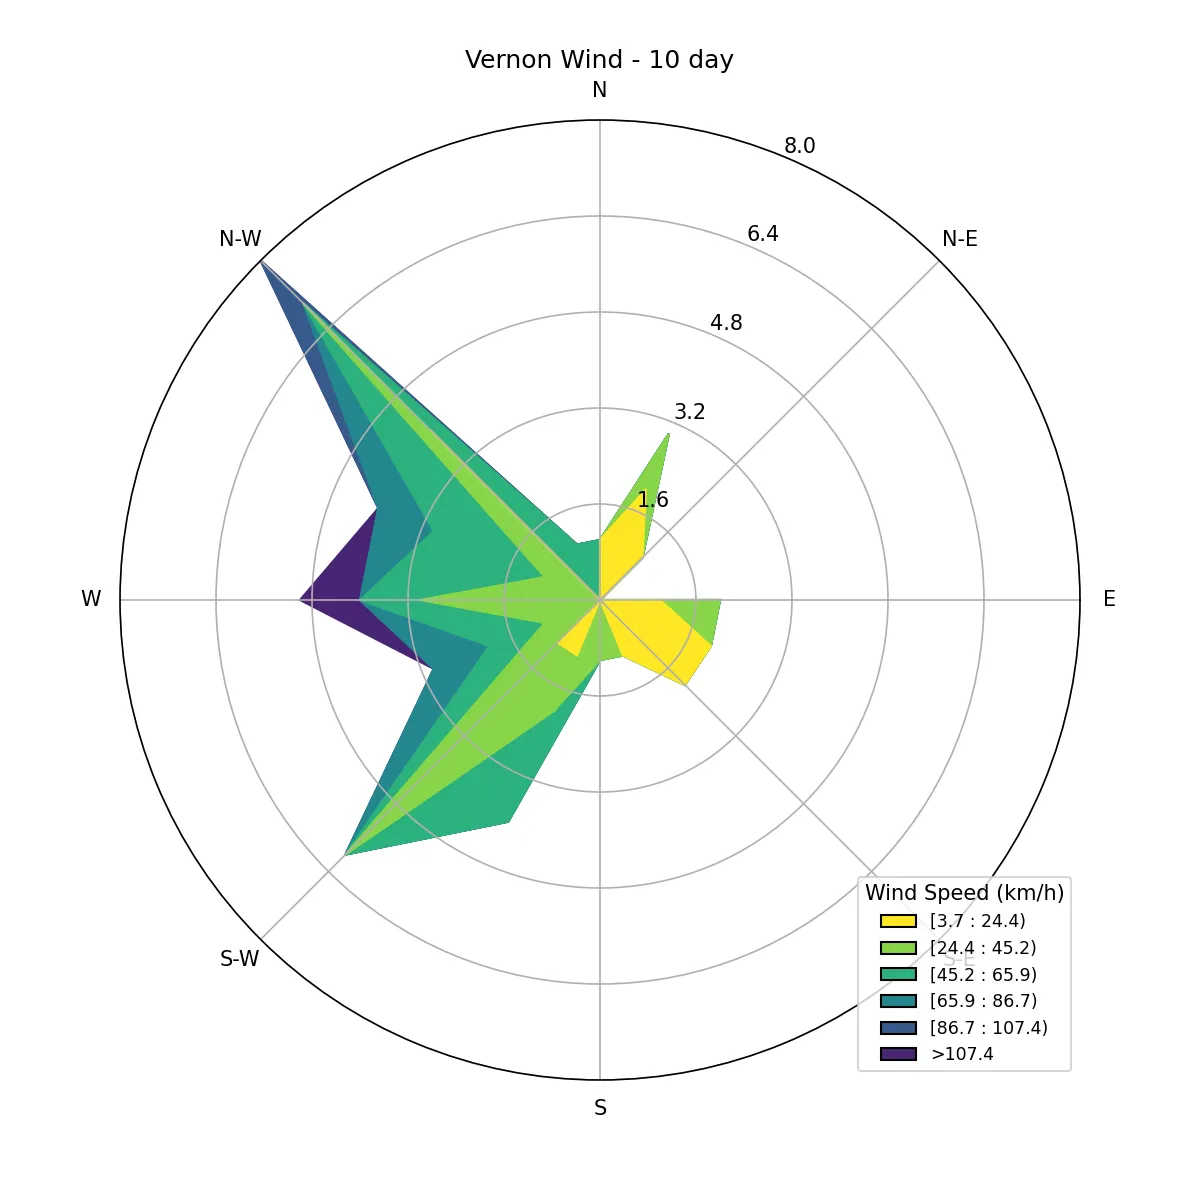 Vernon Wind - 10 day
N
8.0
N-W
6.4
N-E
4.8
3.2
1.6
W
E
S-W
S-E
S
Wind Speed (km/h)
[3.7 : 24.4)
[24.4 : 45.2)
[45.2 : 65.9)
[65.9 : 86.7)
[86.7 : 107.4)
>107.4